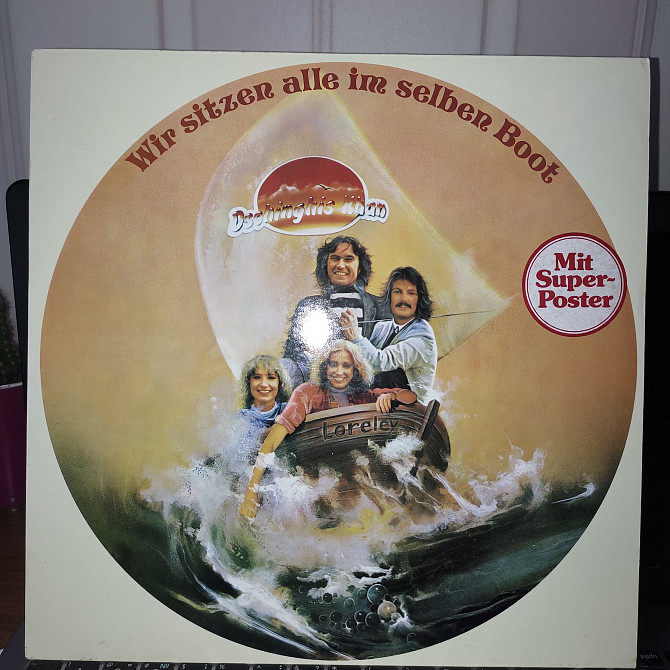 Wir sitzen alle im selben Boot
Dschinghis Khan
Mit
Super-
Poster
Loreley